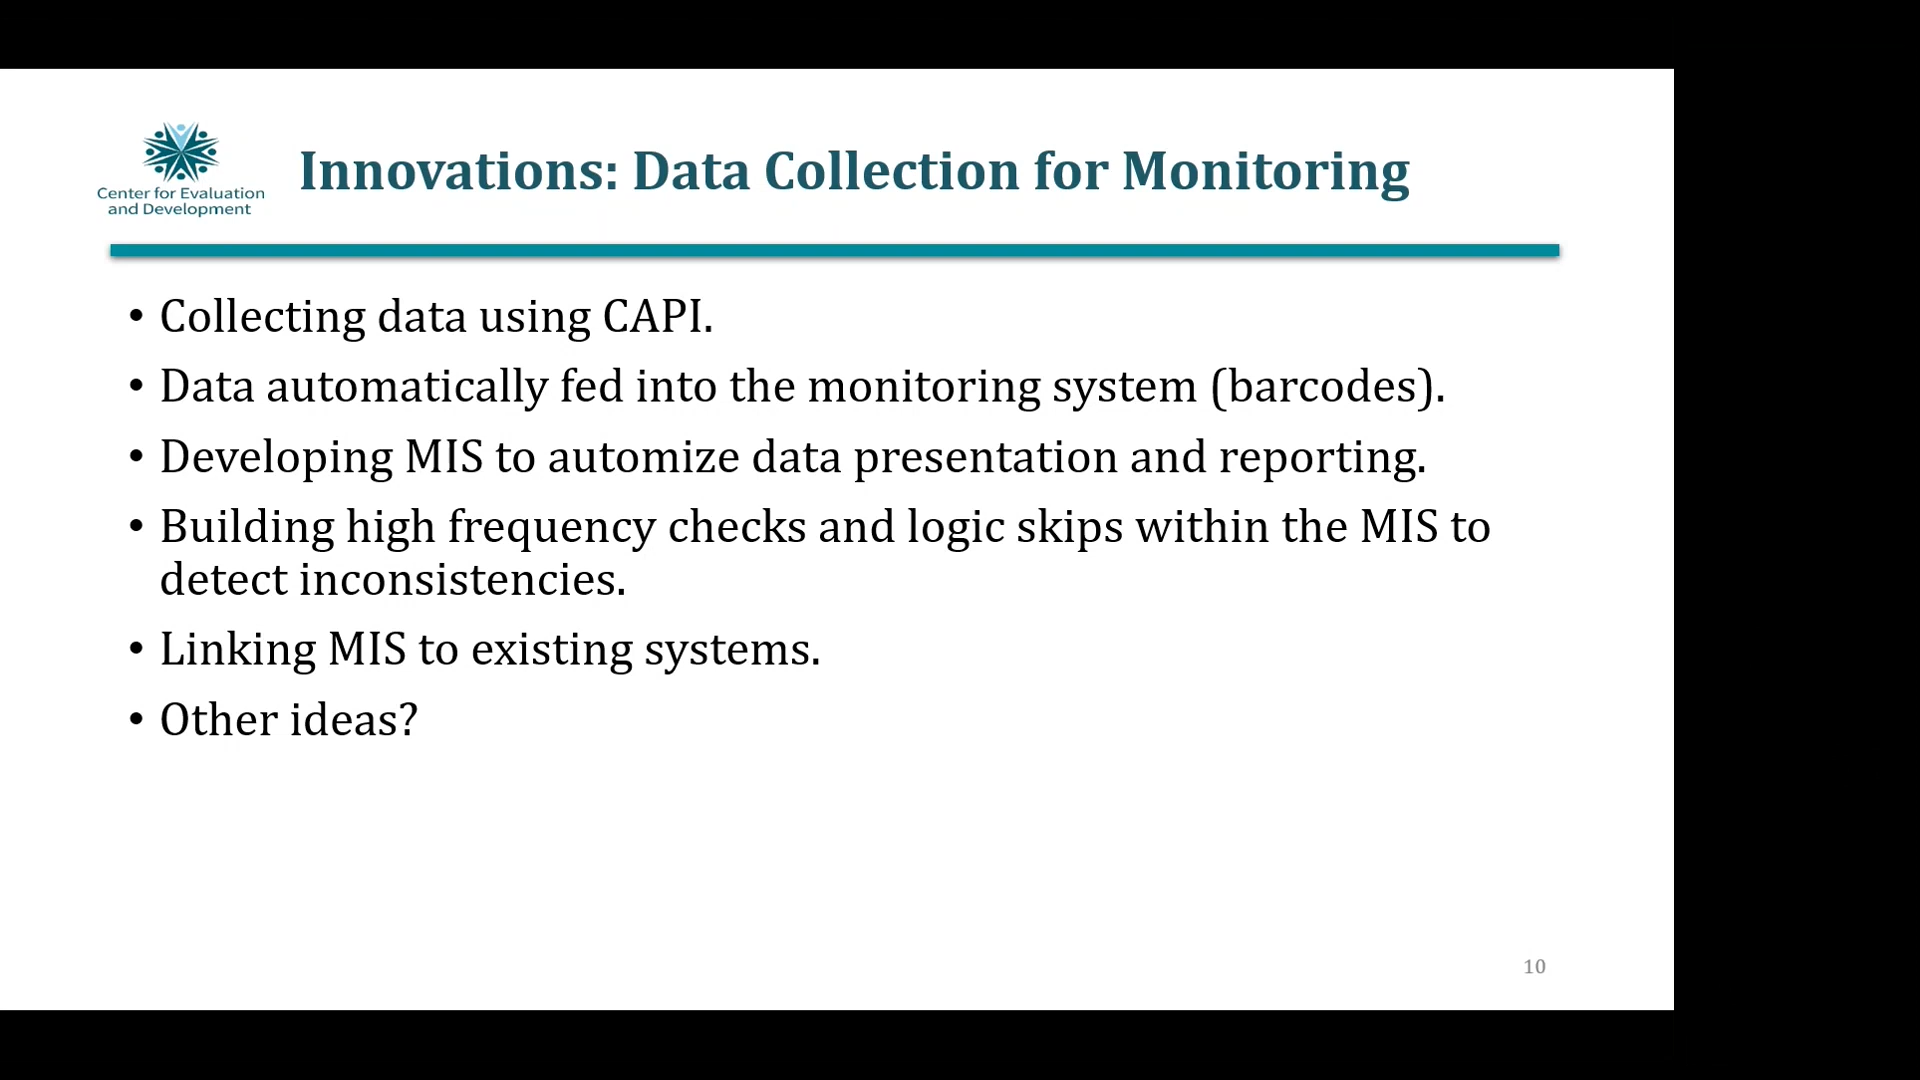 Center for Evaluation
and Development
Innovations: Data Collection for Monitoring
• Collecting data using CAPI.
• Data automatically fed into the monitoring system (barcodes).
• Developing MIS to automize data presentation and reporting.
• Building high frequency checks and logic skips within the MIS to
detect inconsistencies.
• Linking MIS to existing systems.
• Other ideas?
10